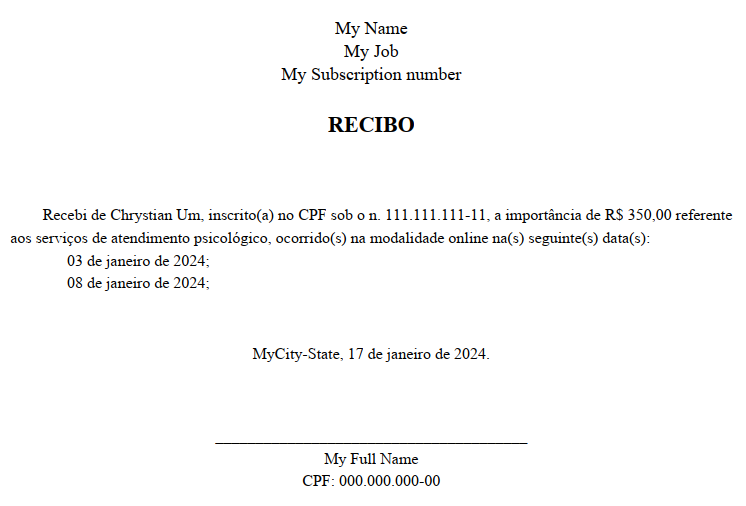 My Name
My Job
My Subscription number
RECIBO
Recebi de Chrystian Um, inscrito(a) no CPF sob o n. 111.111.111-11, a importância de R$ 350,00 referente
aos serviços de atendimento psicológico, ocorrido(s) na modalidade online na(s) seguinte(s) data(s):
03 de janeiro de 2024;
08 de janeiro de 2024;
MyCity-State, 17 de janeiro de 2024.
My Full Name
CPF: 000.000.000-00